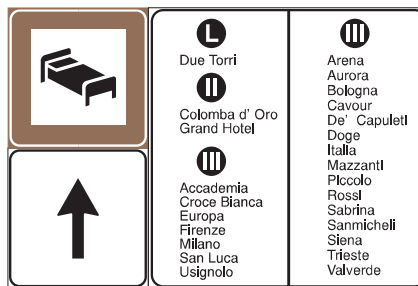 L
Due Torri
II
Colomba d' Oro
Grand Hotel
III
Accademia
Croce Bianca
Europa
Firenze
Milano
San Luca
Usignolo
III
Arena
Aurora
Bologna
Cavour
De' Capuleti
Doge
Italia
Mazzanti
Piccolo
Rossi
Sabrina
Sanmicheli
Siena
Trieste
Valverde